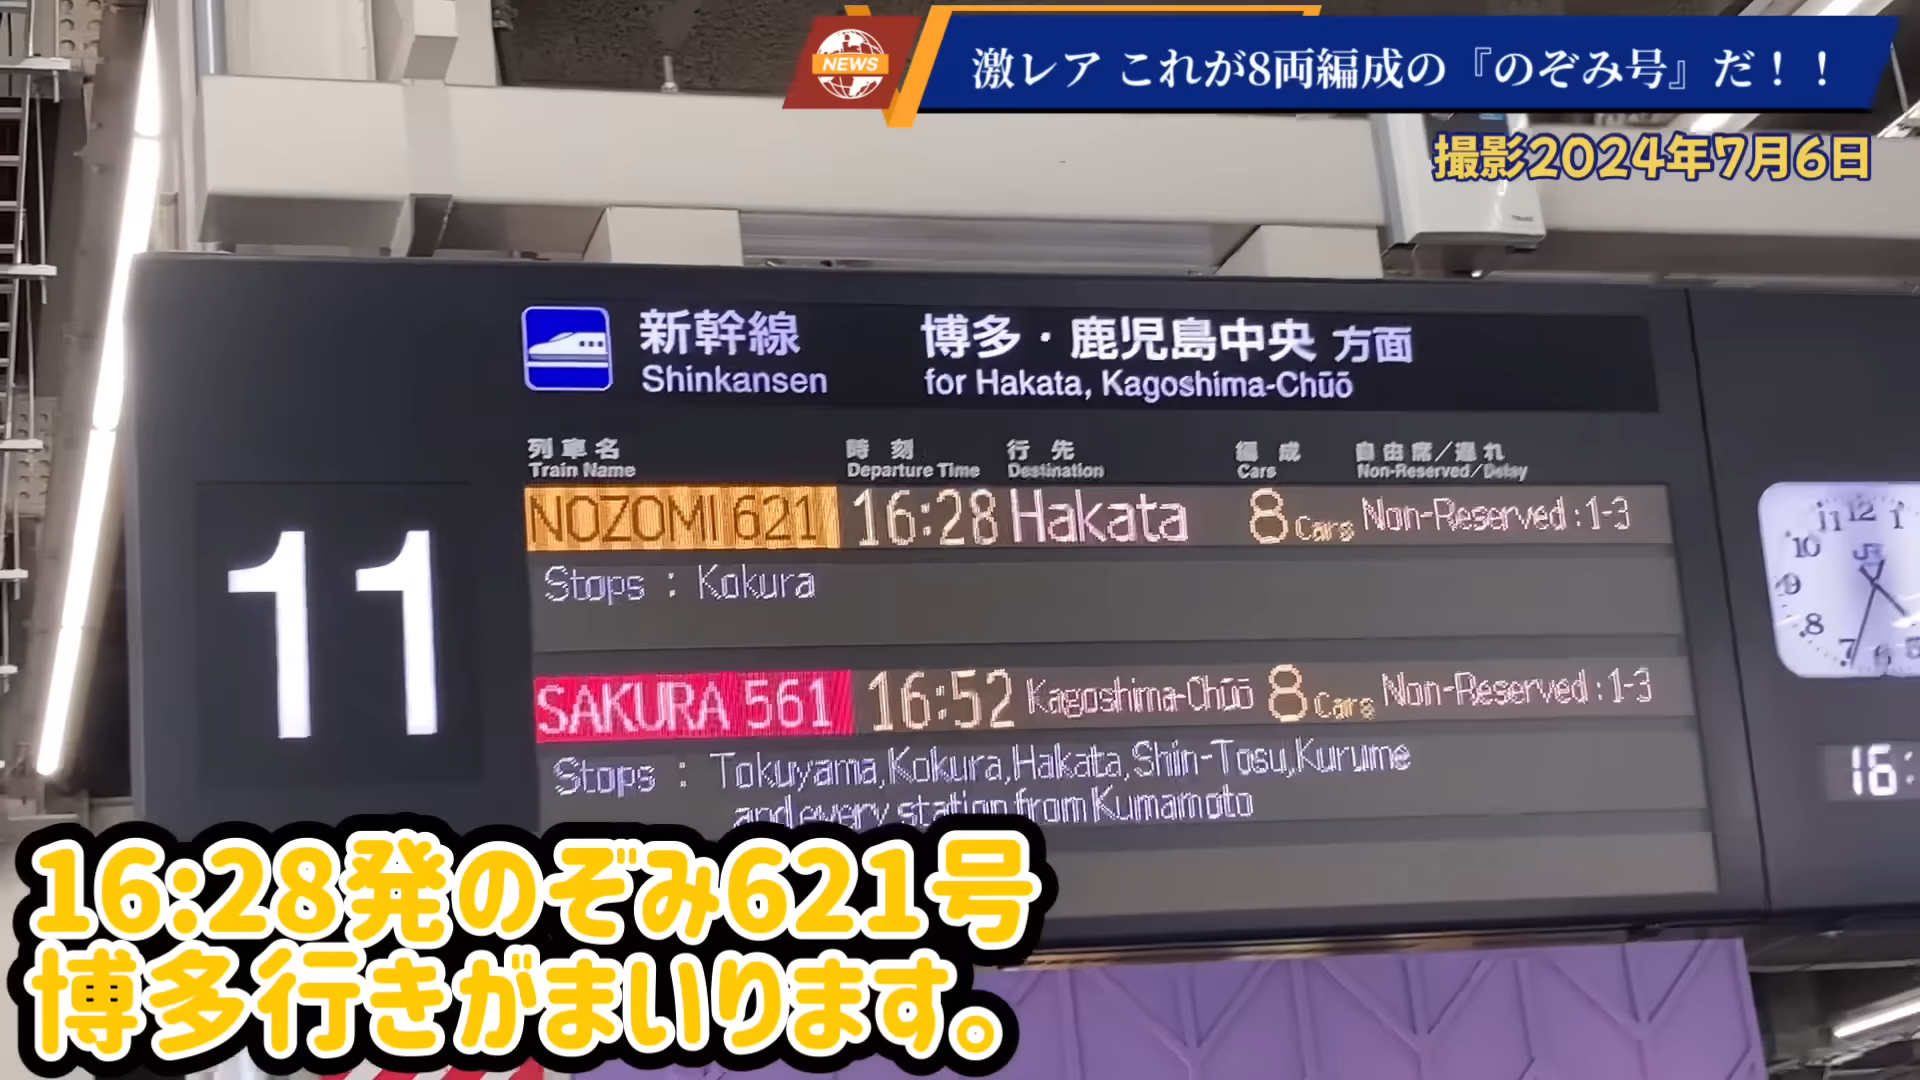 NEWS
激レア これが8両編成の『のぞみ号』だ！！
撮影2024年7月6日
新幹線
Shinkansen
博多・鹿児島中央 方面
for Hakata, Kagoshima-Chūō
列車名 時刻 行先 編成 自由席／遅れ
Train Name Departure Time Destination Cars Non-Reserved/Delay
11
NOZOMI 621 16:28 Hakata 8 Cars Non-Reserved:1-3
Stops : Kokura
SAKURA 561 16:52 Kagoshima-Chūō 8 Cars Non-Reserved:1-3
Stops : Tokuyama,Kokura,Hakata,Shin-Tosu,Kurume
and every station from Kumamoto
JR
16:
16:28発のぞみ621号
博多行きがまいります。